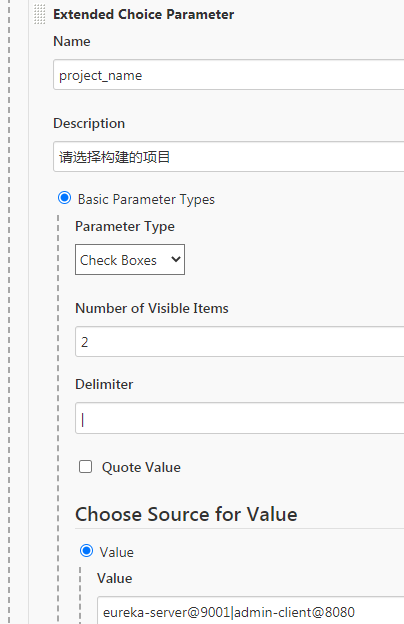 Extended Choice Parameter
Name
project_name
Description
请选择构建的项目
Basic Parameter Types
Parameter Type
Check Boxes
Number of Visible Items
2
Delimiter
|
Quote Value
Choose Source for Value
Value
Value
eureka-server@9001|admin-client@8080